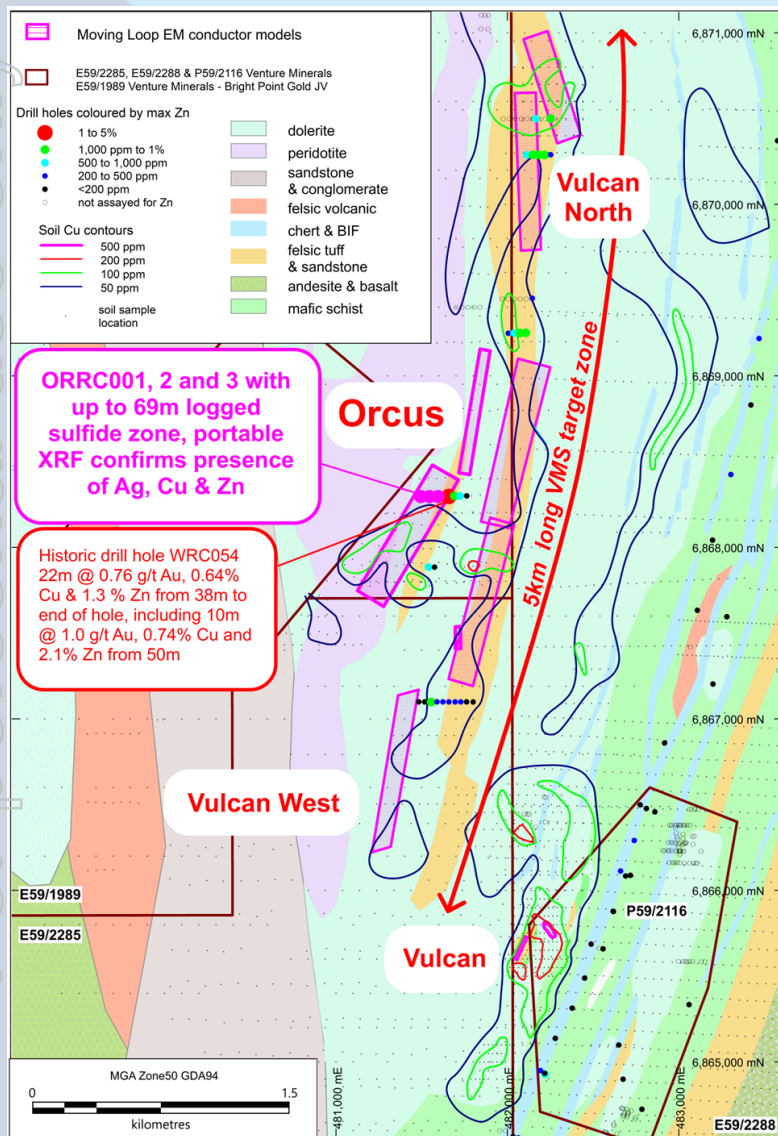 Moving Loop EM conductor models
E59/2285, E59/2288 & P59/2116 Venture Minerals
E59/1989 Venture Minerals - Bright Point Gold JV
Drill holes coloured by max Zn
1 to 5%
1,000 ppm to 1%
500 to 1,000 ppm
200 to 500 ppm
<200 ppm
not assayed for Zn
Soil Cu contours
500 ppm
200 ppm
100 ppm
50 ppm
soil sample
location
dolerite
peridotite
sandstone
& conglomerate
felsic volcanic
chert & BIF
felsic tuff
& sandstone
andesite & basalt
mafic schist
6,871,000 mN
Vulcan
North
6,870,000 mN
6,869,000 mN
ORRC001, 2 and 3 with
up to 69m logged
sulfide zone, portable
XRF confirms presence
of Ag, Cu & Zn
Orcus
5km long VMS target zone
6,868,000 mN
Historic drill hole WRC054
22m @ 0.76 g/t Au, 0.64%
Cu & 1.3 % Zn from 38m to
end of hole, including 10m
@ 1.0 g/t Au, 0.74% Cu and
2.1% Zn from 50m
6,867,000 mN
Vulcan West
E59/1989
E59/2285
6,866,000 mN
P59/2116
Vulcan
6,865,000 mN
MGA Zone50 GDA94
0 1.5
kilometres
481,000 mE
482,000 mE
483,000 mE
E59/2288